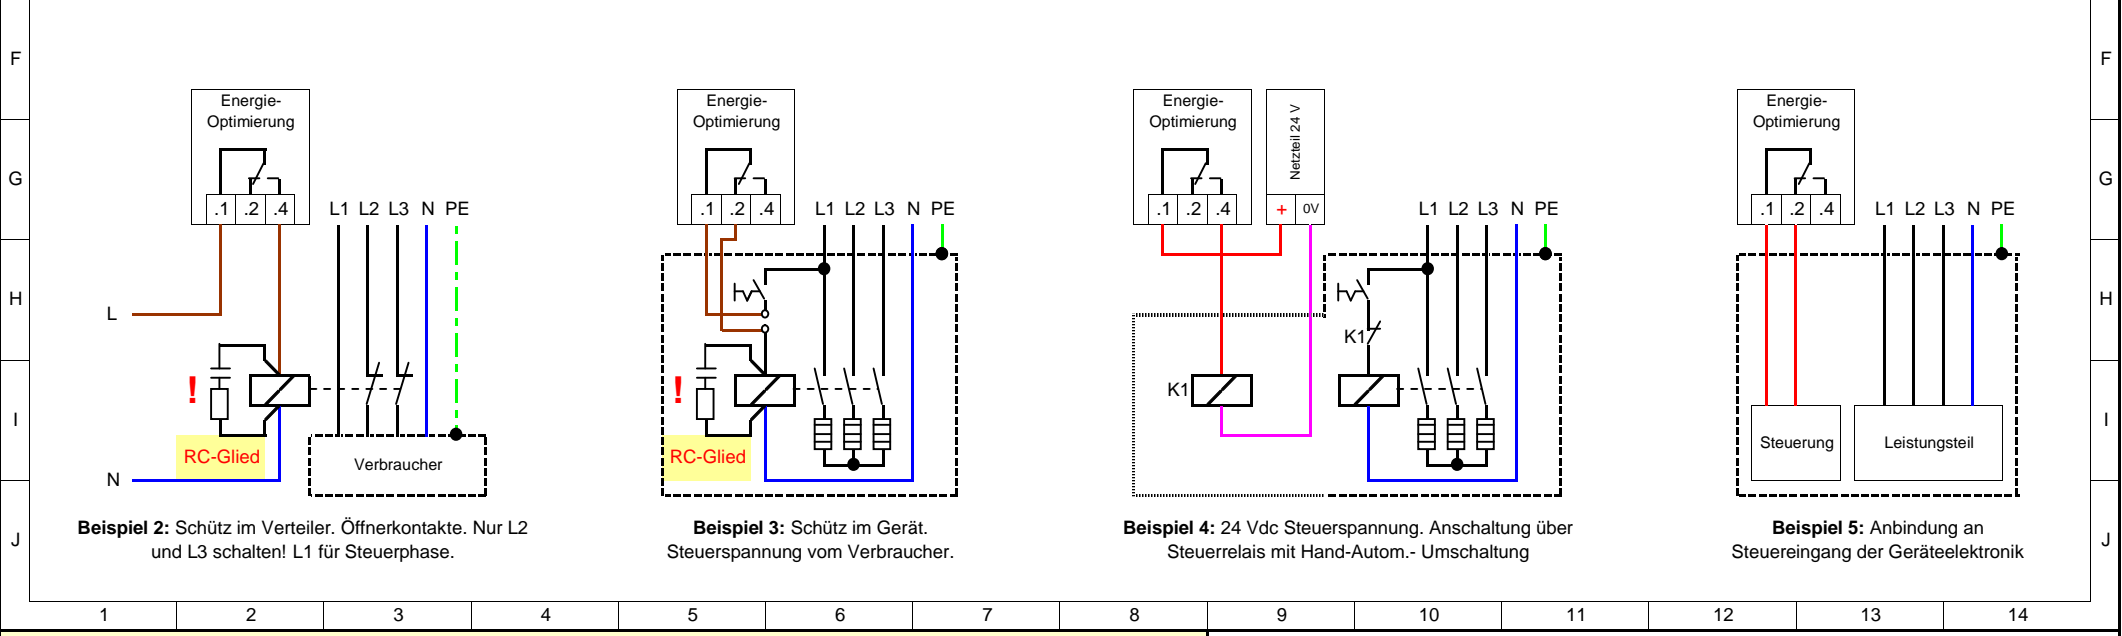 F
F
Energie-
Optimierung
Energie-
Optimierung
Energie-
Optimierung
Netzteil 24 V
Energie-
Optimierung
G
G
.1 .2 .4 L1 L2 L3 N PE
.1 .2 .4 L1 L2 L3 N PE
.1 .2 .4 + 0V L1 L2 L3 N PE
.1 .2 .4 L1 L2 L3 N PE
H
H
L
K1
! 
!
K1
I
I
RC-Glied
Verbraucher
RC-Glied
Steuerung
Leistungsteil
N
Beispiel 2: Schütz im Verteiler. Öffnerkontakte. Nur L2
und L3 schalten! L1 für Steuerphase.
Beispiel 3: Schütz im Gerät.
Steuerspannung vom Verbraucher.
Beispiel 4: 24 Vdc Steuerspannung. Anschaltung über
Steuerrelais mit Hand-Autom.- Umschaltung
Beispiel 5: Anbindung an
Steuereingang der Geräteelektronik
J
J
1 2 3 4 5 6 7 8 9 10 11 12 13 14